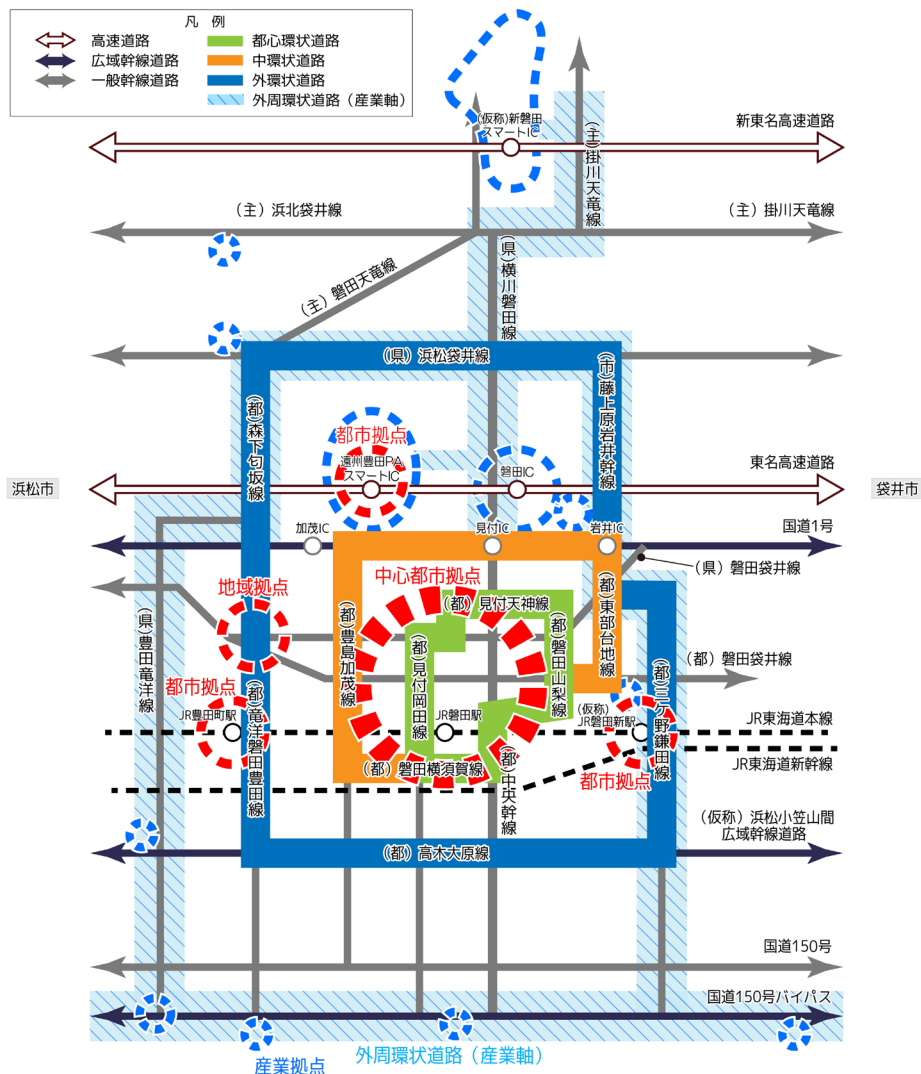 凡 例
高速道路
広域幹線道路
一般幹線道路
都心環状道路
中環状道路
外環状道路
外周環状道路（産業軸）
(仮称)新磐田
スマートIC
新東名高速道路
（主）掛川天竜線
（主）浜北袋井線
（主）掛川天竜線
（県）横川磐田線
（主）磐田天竜線
（県）浜松袋井線
（市）藤上原岩井幹線
（都）森下匂坂線
都市拠点
遠州豊田PA
スマートIC
磐田IC
東名高速道路
浜松市
袋井市
加茂IC
見付IC
岩井IC
国道1号
（県）磐田袋井線
地域拠点
中心都市拠点
（都）見付天神線
（県）豊田竜洋線
（都）豊島加茂線
（都）見付岡田線
（都）磐田山梨線
（都）東部台地線
（都）磐田袋井線
都市拠点
（都）竜洋磐田豊田線
（都）三ケ野鎌田線
JR豊田町駅
JR磐田駅
(仮称)
JR磐田新駅
JR東海道本線
（都）磐田横須賀線
（都）中央幹線
都市拠点
JR東海道新幹線
（仮称）浜松小笠山間
広域幹線道路
（都）高木大原線
国道150号
国道150号バイパス
産業拠点
外周環状道路（産業軸）